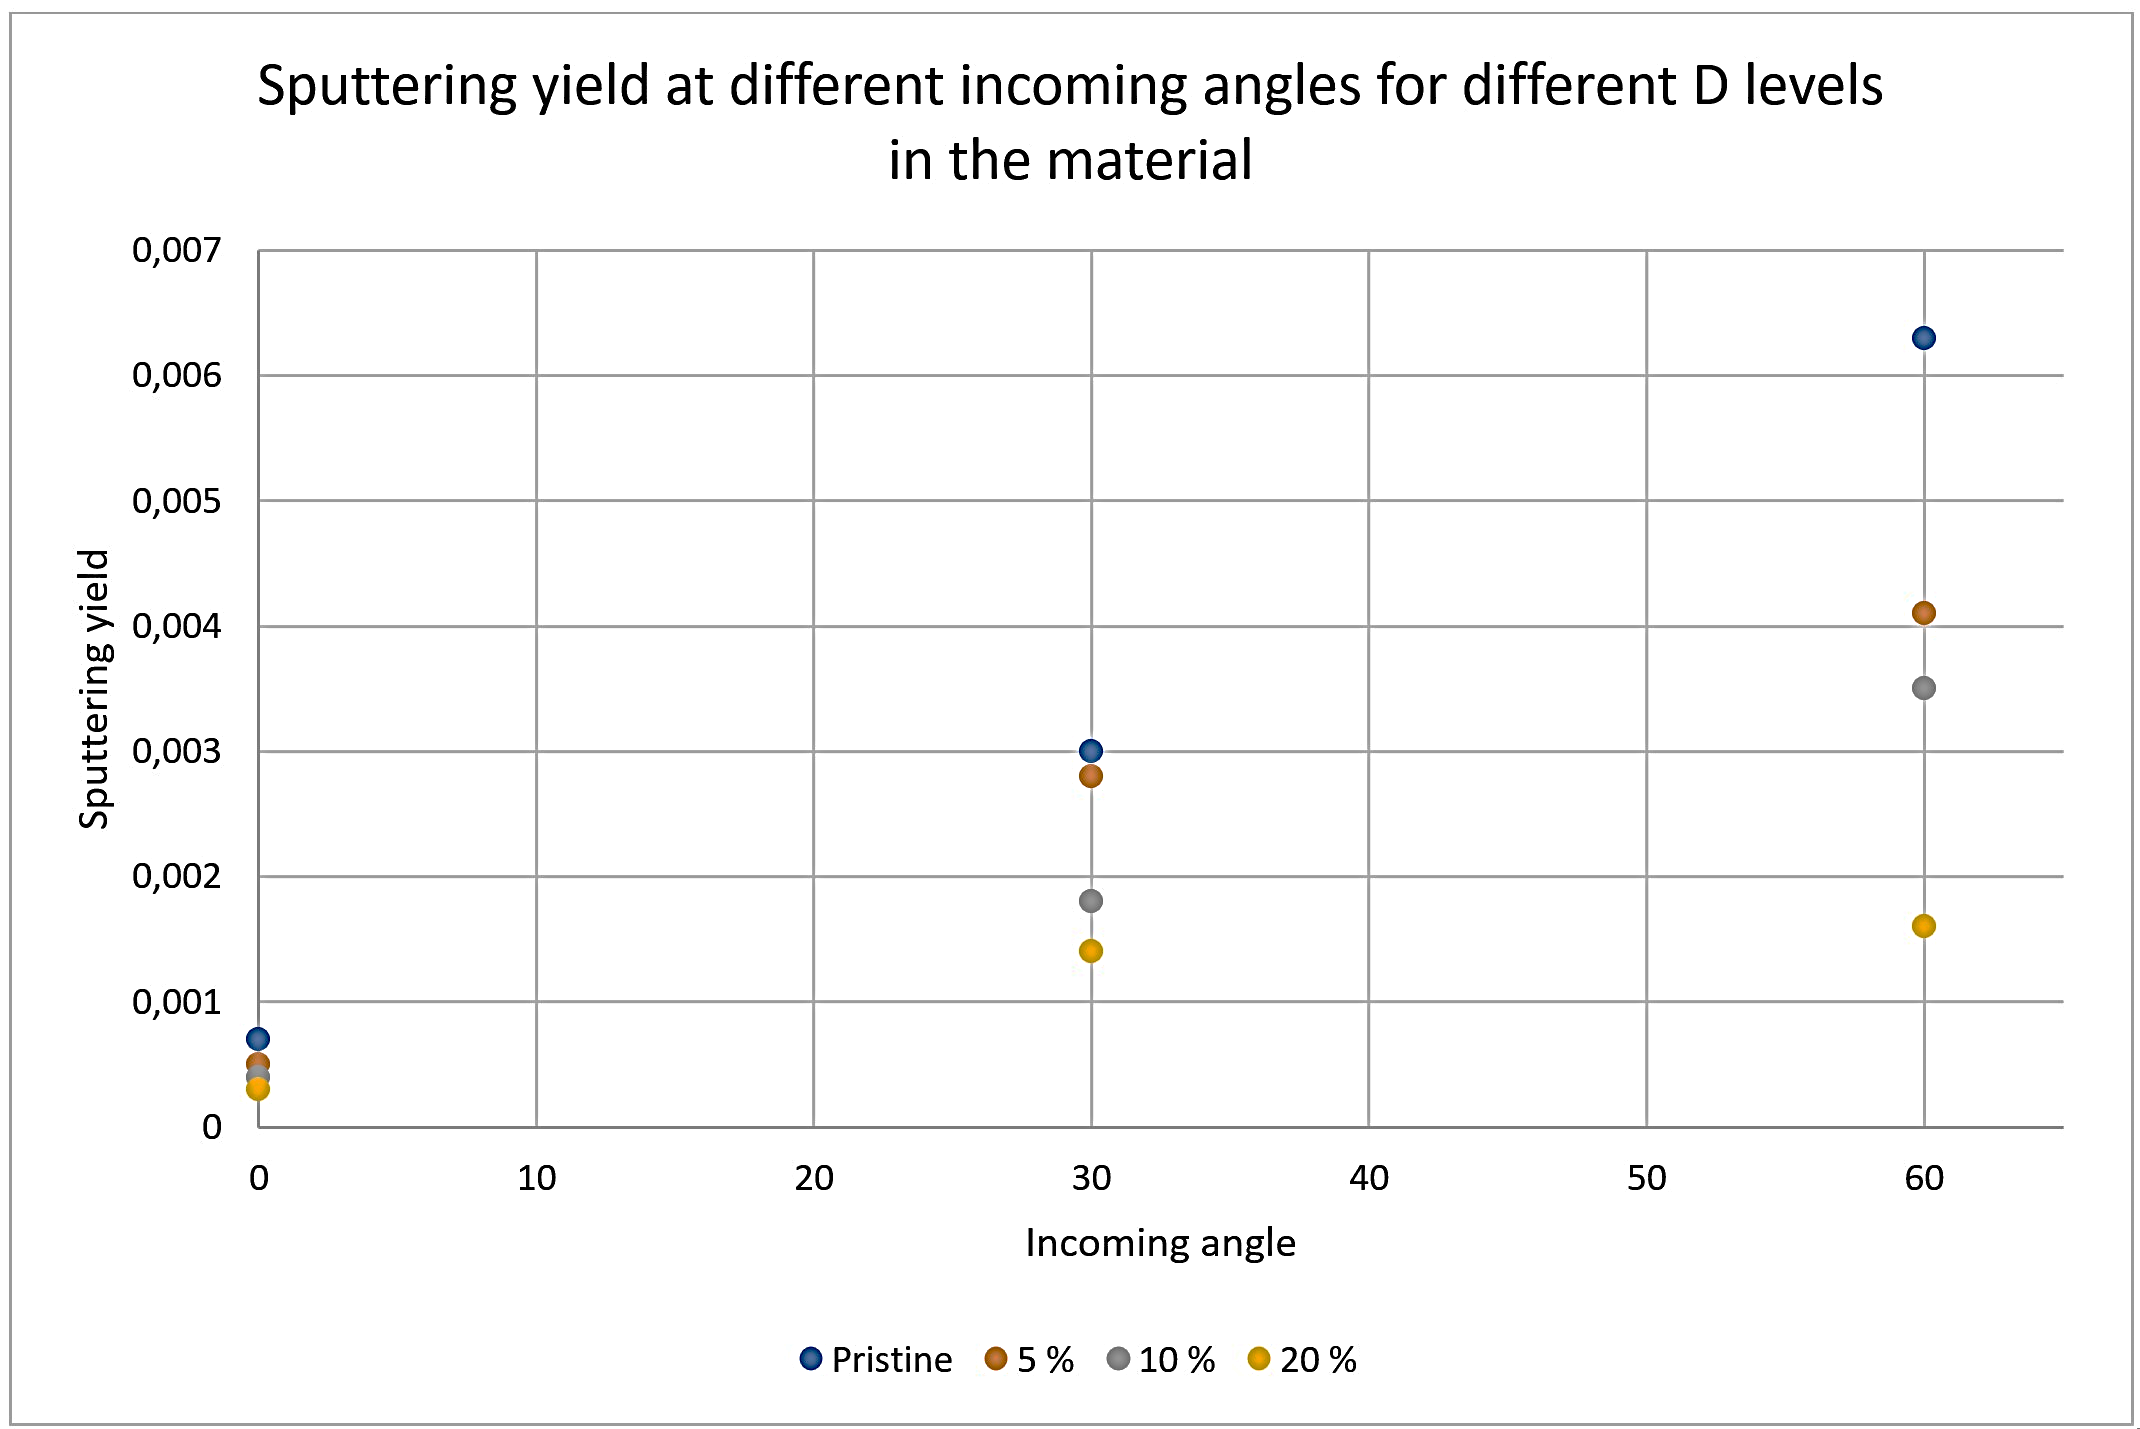 Sputtering yield at different incoming angles for different D levels
in the material
0,007
0,006
0,005
0,004
0,003
0,002
0,001
0
Sputtering yield
0 10 20 30 40 50 60
Incoming angle
Pristine 5 % 10 % 20 %